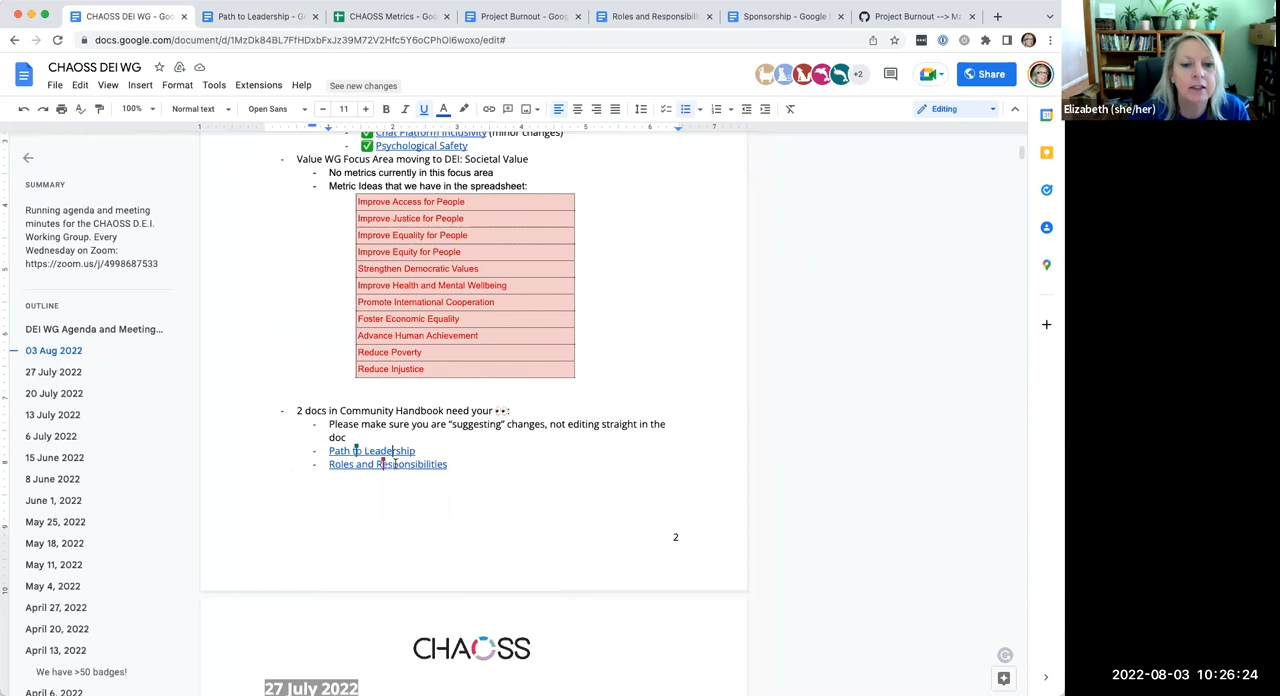 CHAOSS DEI WG - Goo
Path to Leadership - G
CHAOSS Metrics - Goo
Project Burnout - Goog
Roles and Responsibili
Sponsorship - Google
Project Burnout --> Ma
docs.google.com/document/d/1MzDk84BL7FfHDxbFxJz39M72V2Hfc5Y6oCPhOl6woxo/edit#
CHAOSS DEI WG
+2
Share
File Edit View Insert Format Tools Extensions Help See new changes
100% Normal text Open Sans 11 Editing
Elizabeth (she/her)
SUMMARY
Running agenda and meeting
minutes for the CHAOSS D.E.I.
Working Group. Every
Wednesday on Zoom:
https://zoom.us/j/4998687533
OUTLINE
DEI WG Agenda and Meeting...
03 Aug 2022
27 July 2022
20 July 2022
13 July 2022
6 July 2022
15 June 2022
8 June 2022
June 1, 2022
May 25, 2022
May 18, 2022
May 11, 2022
May 4, 2022
April 27, 2022
April 20, 2022
April 13, 2022
We have >50 badges!
April 6, 2022
1 1 2 3 4 5 6 7
- ✅ Chat Platform Inclusivity (minor changes)
- ✅ Psychological Safety
- Value WG Focus Area moving to DEI: Societal Value
- No metrics currently in this focus area
- Metric Ideas that we have in the spreadsheet:
Improve Access for People
Improve Justice for People
Improve Equality for People
Improve Equity for People
Strengthen Democratic Values
Improve Health and Mental Wellbeing
Promote International Cooperation
Foster Economic Equality
Advance Human Achievement
Reduce Poverty
Reduce Injustice
- 2 docs in Community Handbook need your 👀:
- Please make sure you are “suggesting” changes, not editing straight in the
doc
- Path to Leadership
- Roles and Responsibilities
2
CHAOSS
27 July 2022
2022-08-03 10:26:24